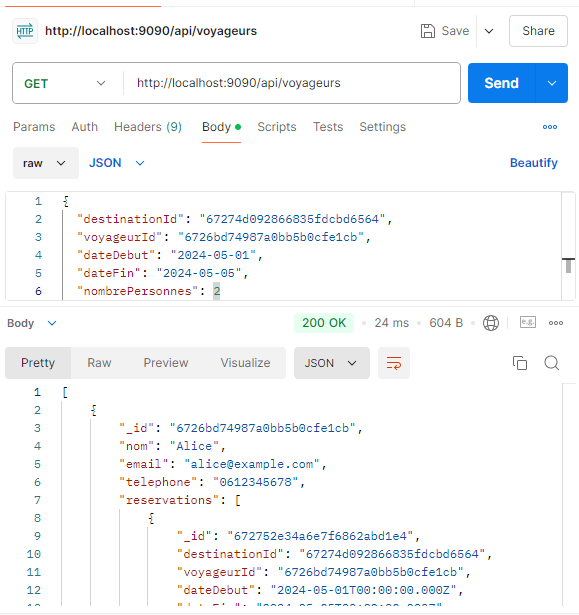 HTTP http://localhost:9090/api/voyageurs Save Share
GET http://localhost:9090/api/voyageurs Send
Params Auth Headers (9) Body Scripts Tests Settings
raw JSON Beautify
1 {
2 "destinationId": "67274d092866835fdcbd6564",
3 "voyageurId": "6726bd74987a0bb5b0cfe1cb",
4 "dateDebut": "2024-05-01",
5 "dateFin": "2024-05-05",
6 "nombrePersonnes": 2
Body 200 OK 24 ms 604 B e.g.
Pretty Raw Preview Visualize JSON
1 [
2 {
3 "_id": "6726bd74987a0bb5b0cfe1cb",
4 "nom": "Alice",
5 "email": "alice@example.com",
6 "telephone": "0612345678",
7 "reservations": [
8 {
9 "_id": "672752e34a6e7f6862abd1e4",
10 "destinationId": "67274d092866835fdcbd6564",
11 "voyageurId": "6726bd74987a0bb5b0cfe1cb",
12 "dateDebut": "2024-05-01T00:00:00.000Z",